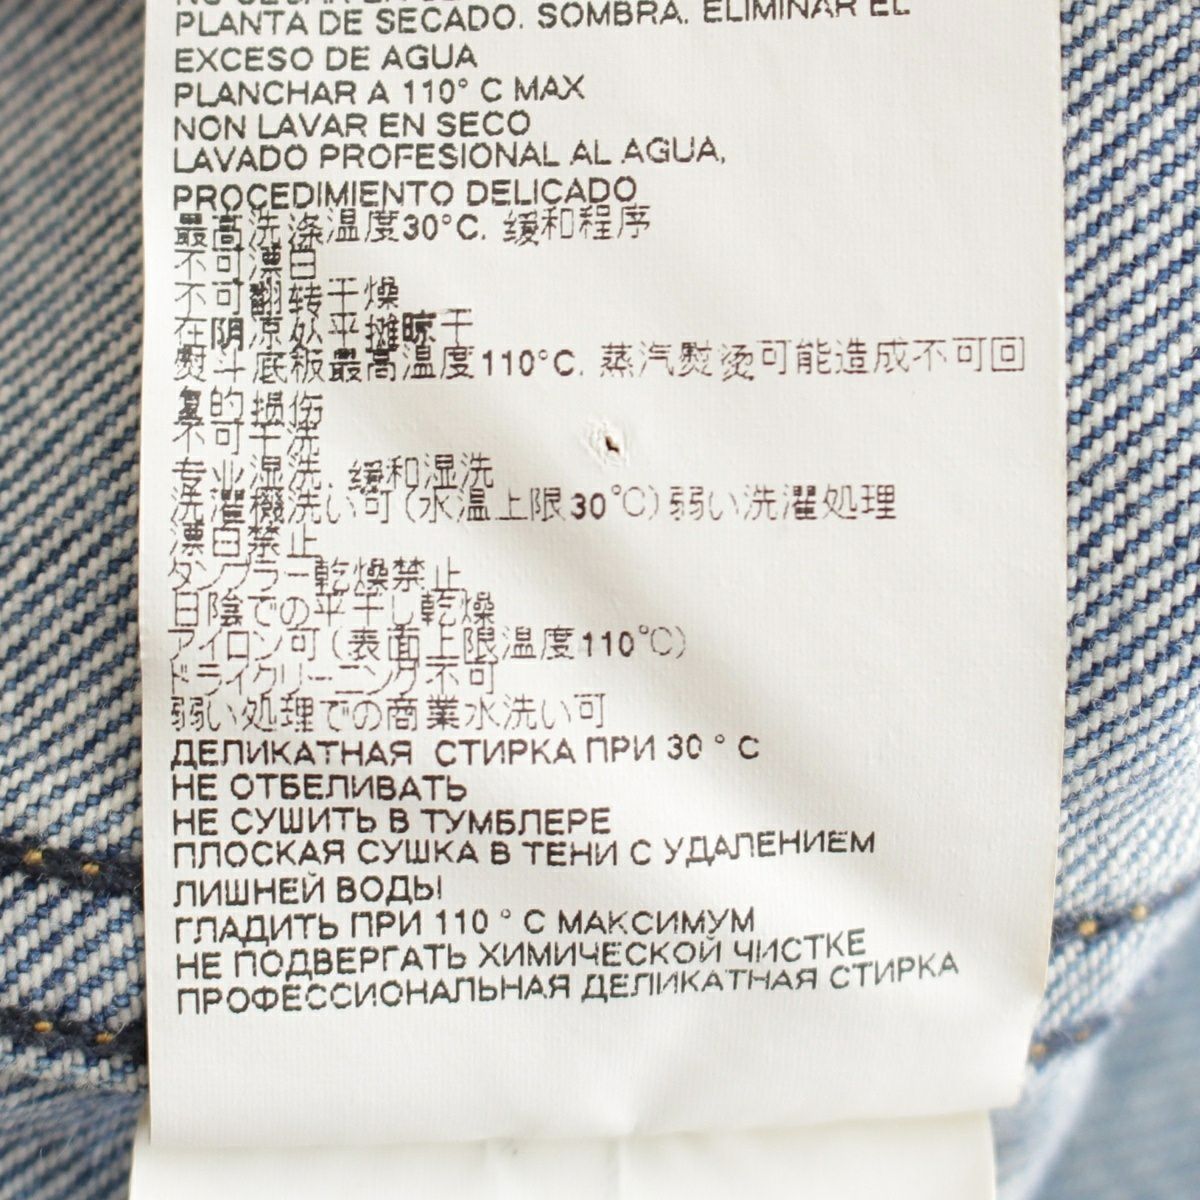 PLANTA DE SECADO. SOMBRA. ELIMINAR EL
EXCESO DE AGUA
PLANCHAR A 110° C MAX
NON LAVAR EN SECO
LAVADO PROFESIONAL AL AGUA,
PROCEDIMIENTO DELICADO
最高洗涤温度30°C. 缓和程序
不可漂白
不可翻转干燥
在阴凉处平摊晾干
熨斗底板最高温度110°C. 蒸汽熨烫可能造成不可回
复的损伤
不可干洗
专业湿洗. 缓和湿洗
洗濯機洗い可(水温上限30℃)弱い洗濯処理
漂白禁止
タンブラー乾燥禁止
日陰での平干し乾燥
アイロン可(表面上限温度110℃)
ドライクリーニング不可
弱い処理での商業水洗い可
ДЕЛИКАТНАЯ СТИРКА ПРИ 30 ° С
НЕ ОТБЕЛИВАТЬ
НЕ СУШИТЬ В ТУМБЛЕРЕ
ПЛОСКАЯ СУШКА В ТЕНИ С УДАЛЕНИЕМ
ЛИШНЕЙ ВОДЫ
ГЛАДИТЬ ПРИ 110 ° С МАКСИМУМ
НЕ ПОДВЕРГАТЬ ХИМИЧЕСКОЙ ЧИСТКЕ
ПРОФЕССИОНАЛЬНАЯ ДЕЛИКАТНАЯ СТИРКА